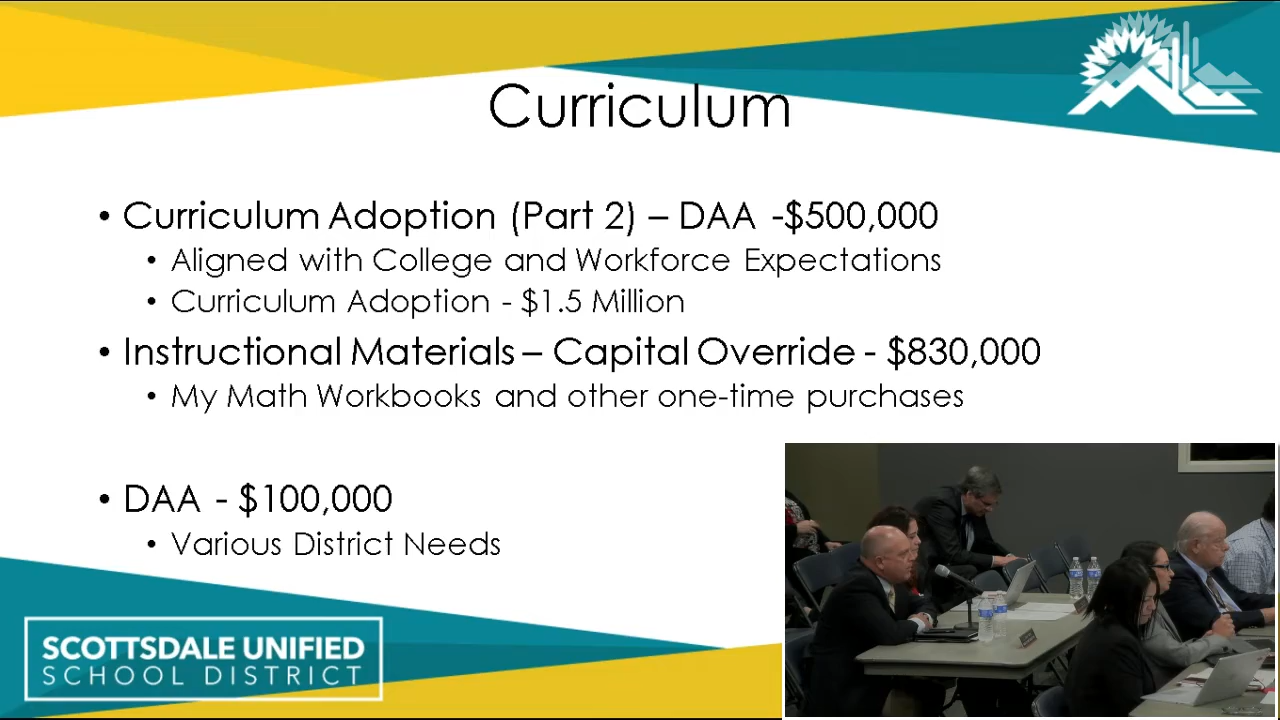 Curriculum
• Curriculum Adoption (Part 2) – DAA -$500,000
• Aligned with College and Workforce Expectations
• Curriculum Adoption - $1.5 Million
• Instructional Materials – Capital Override - $830,000
• My Math Workbooks and other one-time purchases
• DAA - $100,000
• Various District Needs
SCOTTSDALE UNIFIED
SCHOOL DISTRICT